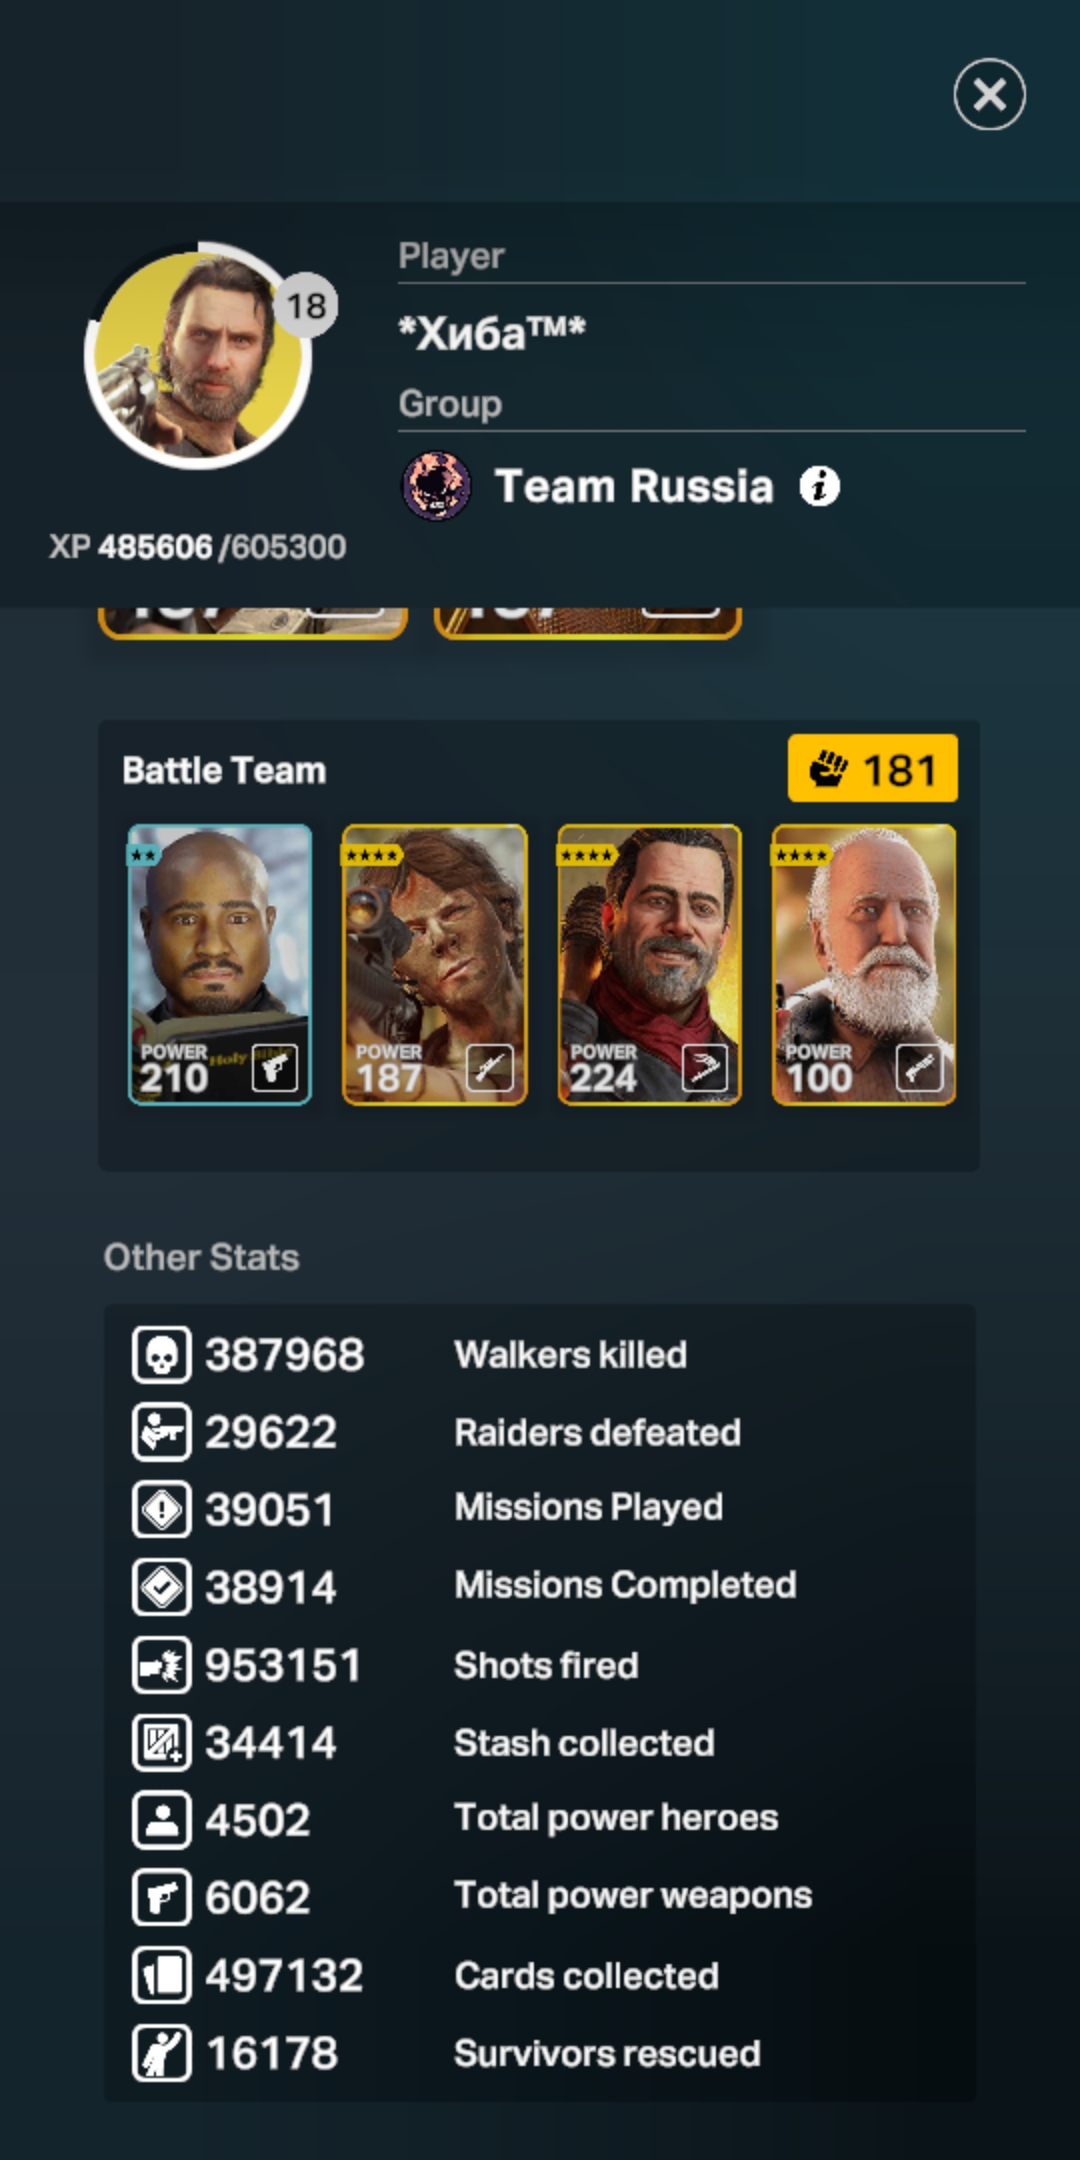 18
Player
*Хиба™*
Group
Team Russia
XP 485606 /605300
Battle Team
181
POWER
210
Holy
POWER
187
POWER
224
POWER
100
Other Stats
387968 Walkers killed
29622 Raiders defeated
39051 Missions Played
38914 Missions Completed
953151 Shots fired
34414 Stash collected
4502 Total power heroes
6062 Total power weapons
497132 Cards collected
16178 Survivors rescued